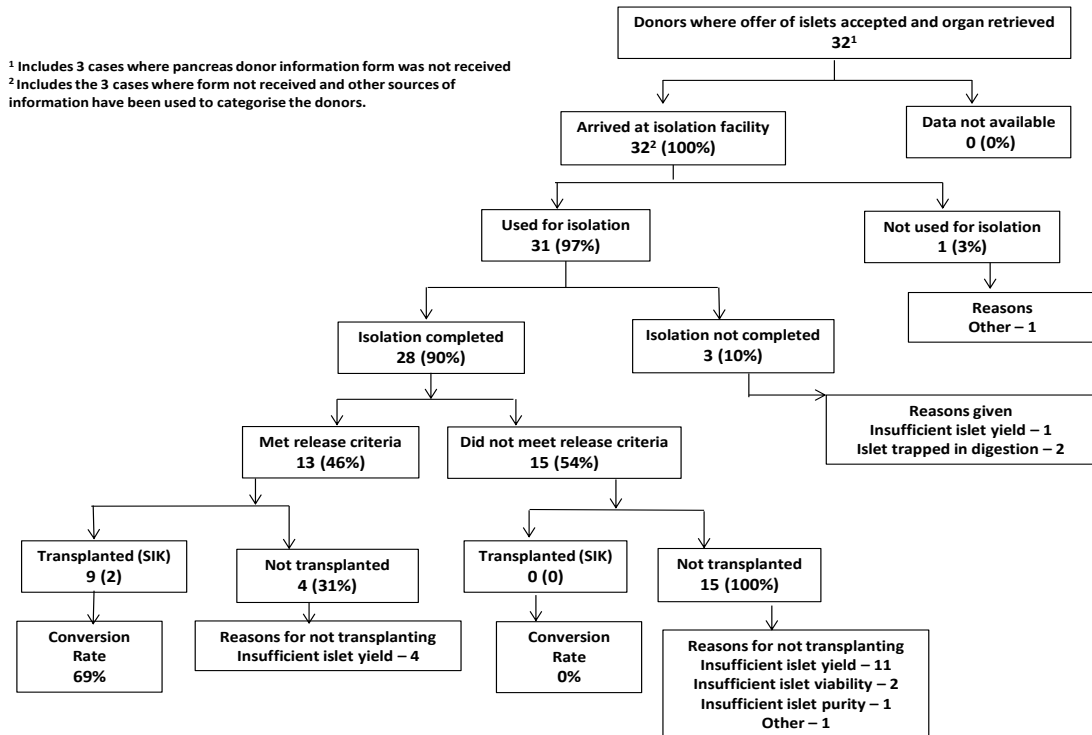 Donors where offer of islets accepted and organ retrieved
32¹
¹ Includes 3 cases where pancreas donor information form was not received
² Includes the 3 cases where form not received and other sources of
information have been used to categorise the donors.
Arrived at isolation facility
32² (100%)
Data not available
0 (0%)
Used for isolation
31 (97%)
Not used for isolation
1 (3%)
Reasons
Other – 1
Isolation completed
28 (90%)
Isolation not completed
3 (10%)
Reasons given
Insufficient islet yield – 1
Islet trapped in digestion – 2
Met release criteria
13 (46%)
Did not meet release criteria
15 (54%)
Transplanted (SIK)
9 (2)
Not transplanted
4 (31%)
Transplanted (SIK)
0 (0)
Not transplanted
15 (100%)
Conversion
Rate
69%
Reasons for not transplanting
Insufficient islet yield – 4
Conversion
Rate
0%
Reasons for not transplanting
Insufficient islet yield – 11
Insufficient islet viability – 2
Insufficient islet purity – 1
Other – 1